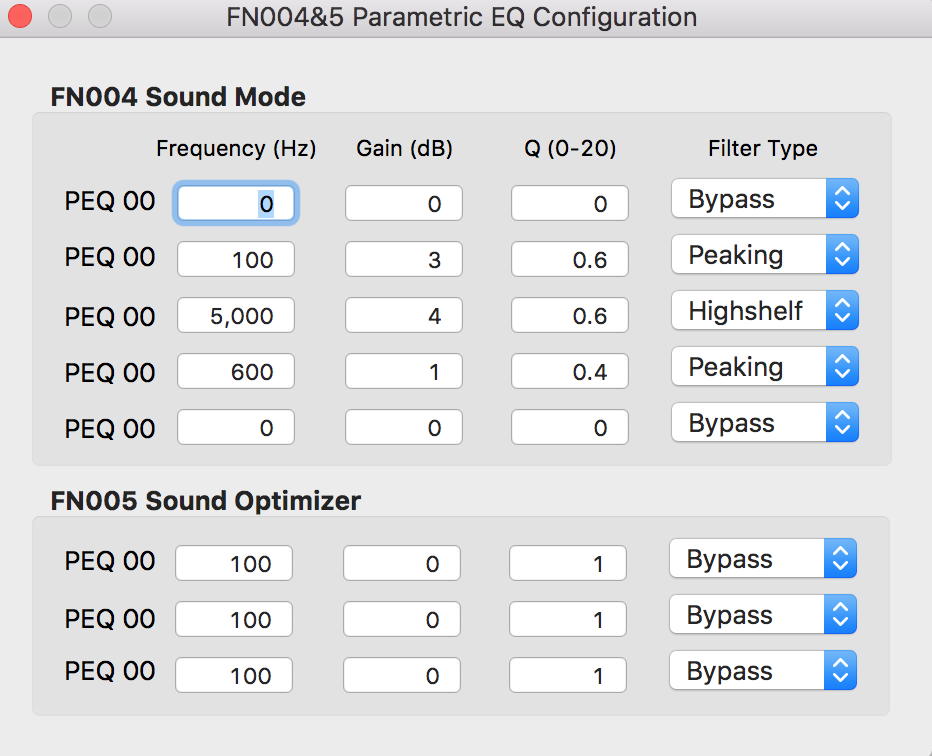 FN004&5 Parametric EQ Configuration
FN004 Sound Mode
Frequency (Hz) Gain (dB) Q (0-20) Filter Type
PEQ 00 0 0 0 Bypass
PEQ 00 100 3 0.6 Peaking
PEQ 00 5,000 4 0.6 Highshelf
PEQ 00 600 1 0.4 Peaking
PEQ 00 0 0 0 Bypass
FN005 Sound Optimizer
PEQ 00 100 0 1 Bypass
PEQ 00 100 0 1 Bypass
PEQ 00 100 0 1 Bypass